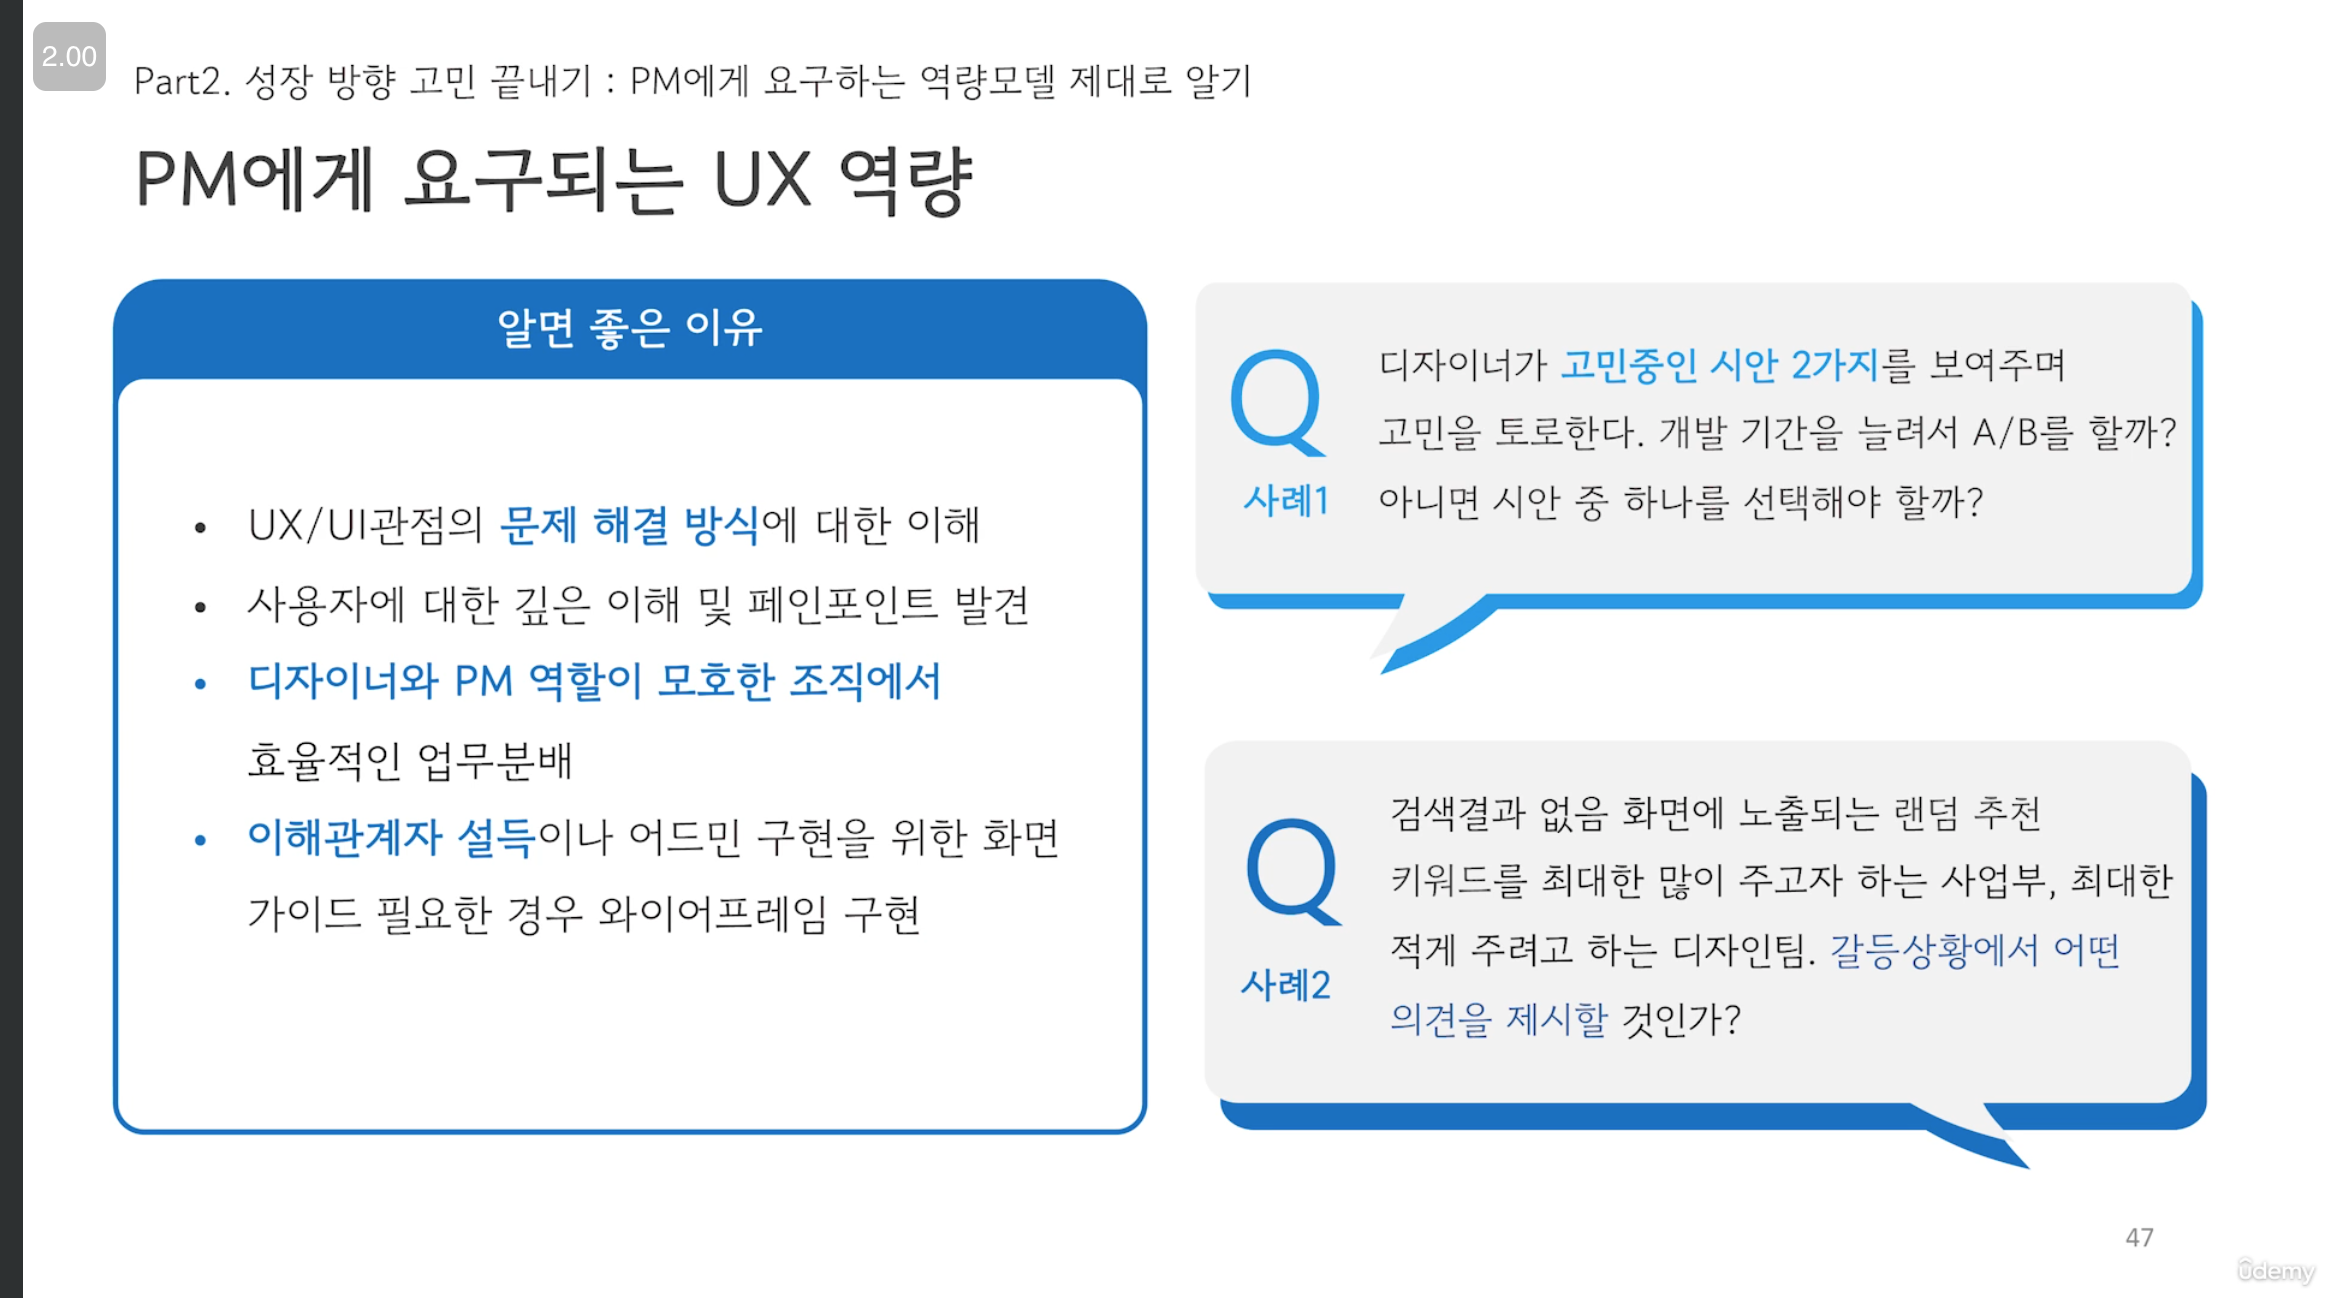 2.00
Part2. 성장 방향 고민 끝내기 : PM에게 요구하는 역량모델 제대로 알기
PM에게 요구되는 UX 역량
알면 좋은 이유
• UX/UI관점의 문제 해결 방식에 대한 이해
• 사용자에 대한 깊은 이해 및 페인포인트 발견
• 디자이너와 PM 역할이 모호한 조직에서
효율적인 업무분배
• 이해관계자 설득이나 어드민 구현을 위한 화면
가이드 필요한 경우 와이어프레임 구현
Q
사례1
디자이너가 고민중인 시안 2가지를 보여주며
고민을 토로한다. 개발 기간을 늘려서 A/B를 할까?
아니면 시안 중 하나를 선택해야 할까?
Q
사례2
검색결과 없음 화면에 노출되는 랜덤 추천
키워드를 최대한 많이 주고자 하는 사업부, 최대한
적게 주려고 하는 디자인팀. 갈등상황에서 어떤
의견을 제시할 것인가?
47
ûdemy